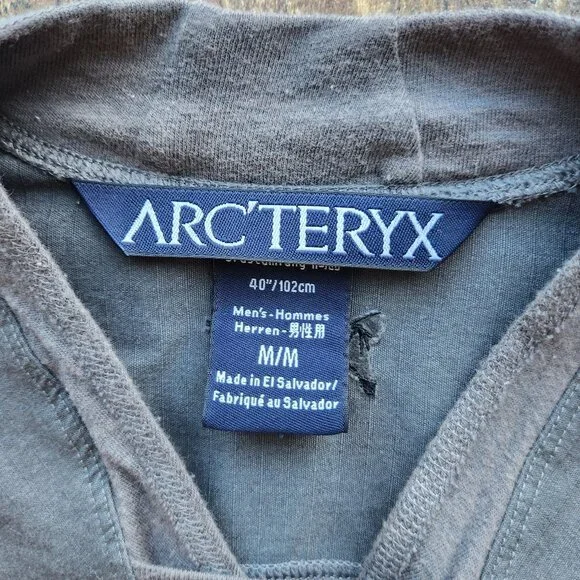 ARC'TERYX
40"/102cm
Men's-Hommes
Herren-男性用
M/M
Made in El Salvador/
Fabriqué au Salvador